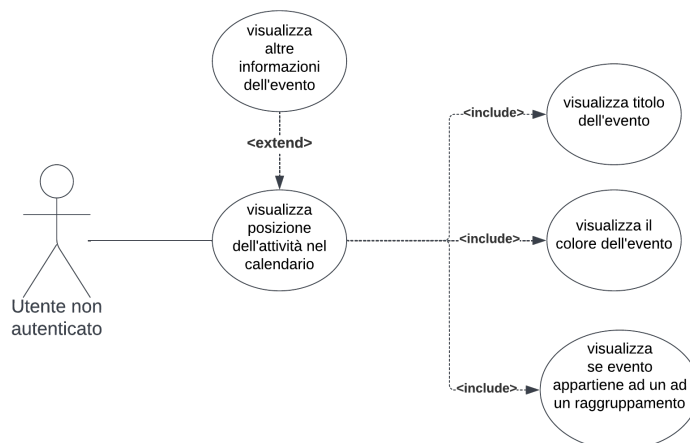 visualizza
altre
informazioni
dell'evento
<extend>
visualizza
posizione
dell'attività nel
calendario
Utente non
autenticato
<include>
visualizza titolo
dell'evento
<include>
visualizza il
colore dell'evento
<include>
visualizza
se evento
appartiene ad un ad
un raggruppamento